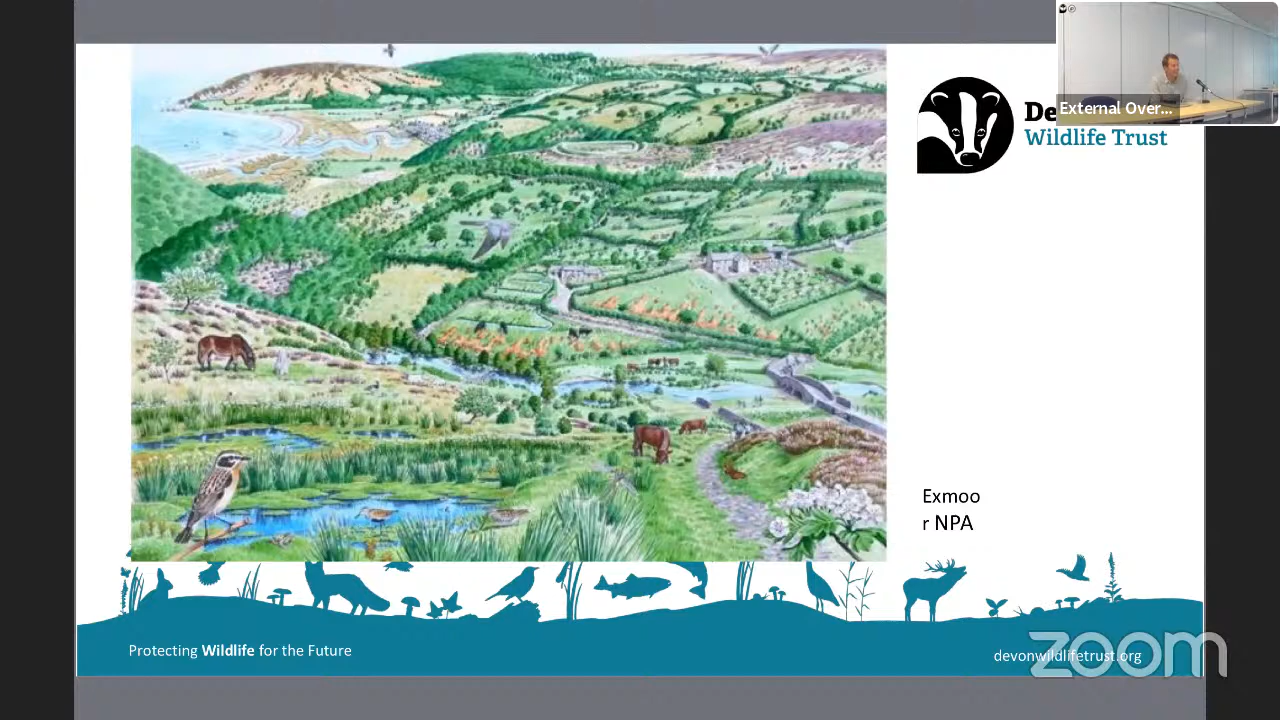 External Over...
De
Wildlife Trust
Exmoo
r NPA
Protecting Wildlife for the Future
devonwildlifetrust.org
zoom